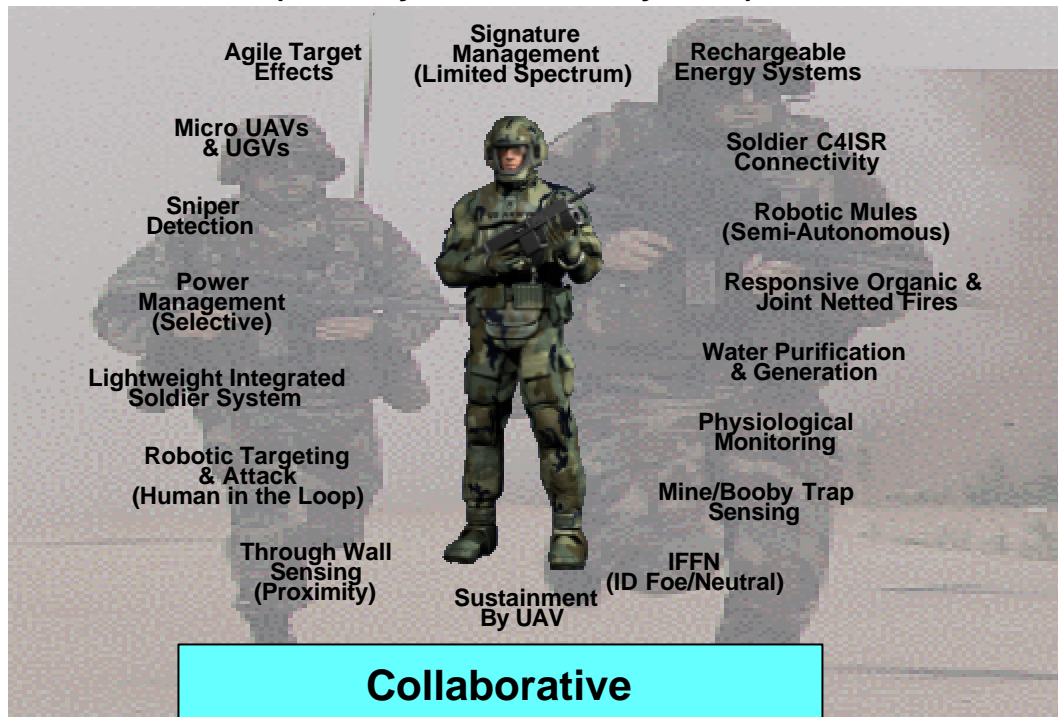 Agile Target
Effects
Signature
Management
(Limited Spectrum)
Rechargeable
Energy Systems
Micro UAVs
& UGVs
Soldier C4ISR
Connectivity
Sniper
Detection
Robotic Mules
(Semi-Autonomous)
Power
Management
(Selective)
Responsive Organic &
Joint Netted Fires
Lightweight Integrated
Soldier System
Water Purification
& Generation
Robotic Targeting
& Attack
(Human in the Loop)
Physiological
Monitoring
Mine/Booby Trap
Sensing
Through Wall
Sensing
(Proximity)
IFFN
(ID Foe/Neutral)
Sustainment
By UAV
Collaborative